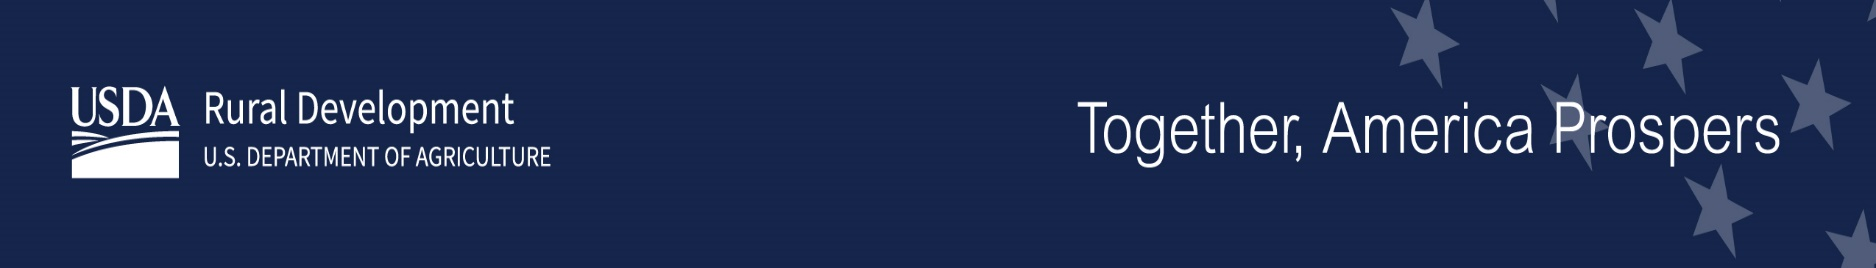 USDA
Rural Development
U.S. DEPARTMENT OF AGRICULTURE
Together, America Prospers